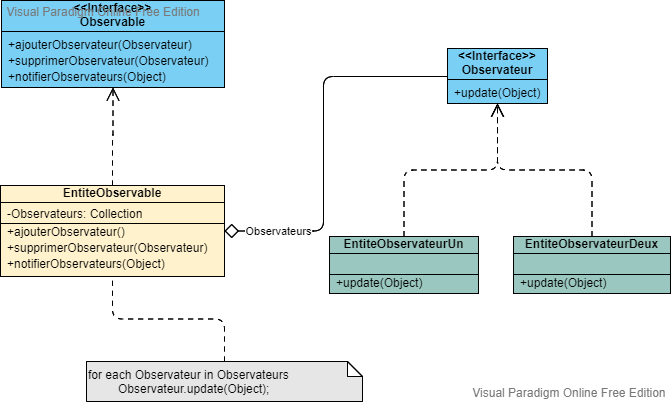 Visual Paradigm Online Free Edition
<<Interface>>
Observable
+ajouterObservateur(Observateur)
+supprimerObservateur(Observateur)
+notifierObservateurs(Object)
<<Interface>>
Observateur
+update(Object)
EntiteObservable
-Observateurs: Collection
+ajouterObservateur()
+supprimerObservateur(Observateur)
+notifierObservateurs(Object)
Observateurs
EntiteObservateurUn
+update(Object)
EntiteObservateurDeux
+update(Object)
for each Observateur in Observateurs
Observateur.update(Object);
Visual Paradigm Online Free Edition